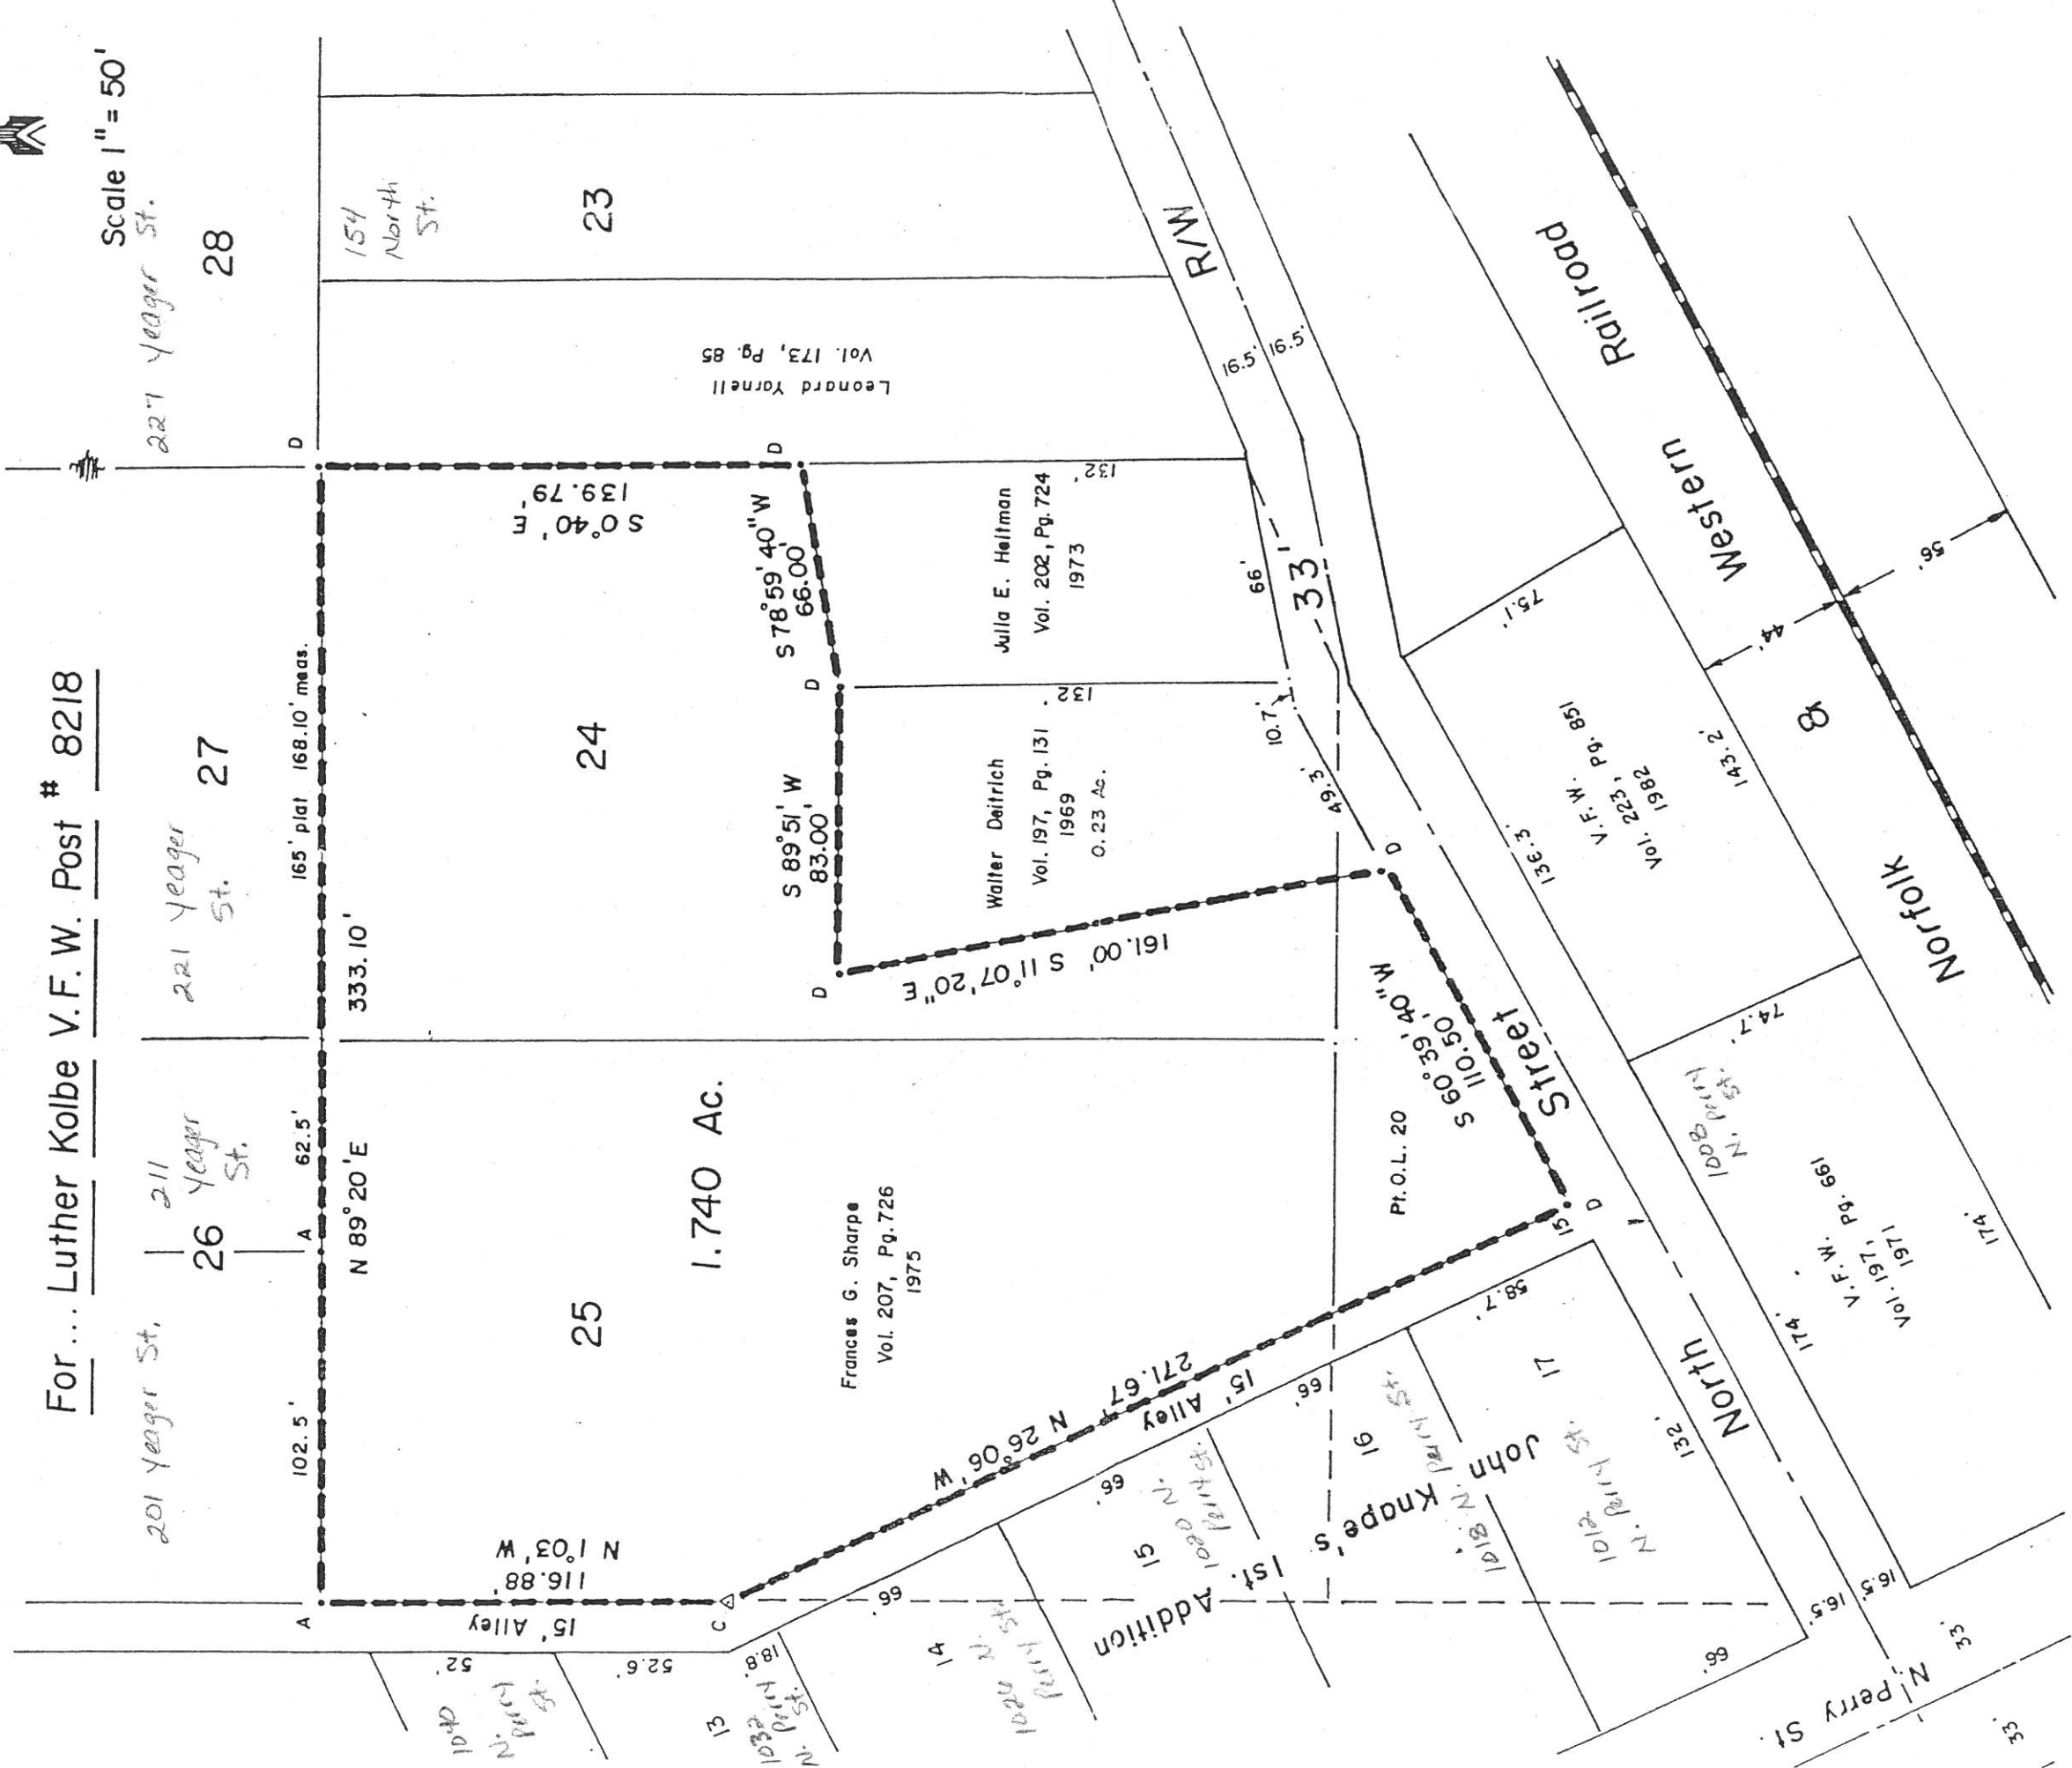 Scale 1" = 50'
For... Luther Kolbe V.F.W. Post # 8218
201 Yeager St.
26
211
Yeager
St.
221 Yeager
St.
27
227 Yeager St.
28
A
102.5'
A
62.5'
165' plat 168.10' meas.
D
N 89° 20' E
333.10'
15' Alley
116.88'
N 1° 03' W
C
25
1.740 Ac.
Frances G. Sharpe
Vol. 207, Pg. 726
1975
24
S 0° 40' E
139.79'
D
S 78° 59' 40" W
66.00'
D
S 89° 51' W
83.00'
D
161.00' S 11° 07' 20" E
Walter Deitrich
Vol. 197, Pg. 131
1969
0.23 Ac.
132'
Julia E. Heitman
Vol. 202, Pg. 724
1973
132'
66'
10.7'
49.3'
D
Leonard Yarnell
Vol. 173, Pg. 85
154
North
St.
23
R/W
16.5'
16.5'
33'
S 60° 39' 40" W
110.50'
Pt. O.L. 20
D
15'
N 26° 06' W
271.67'
15' Alley
North Street
1040
N. Perry
St.
52'
52.6'
13
18.8'
1032
N. Perry
St.
14
66'
1024 N.
Perry St.
15
66'
1020 N.
Perry St.
16
66'
1018 N. Perry St.
17
58.7'
1012
N. Perry St.
132'
66'
John Knape's 1st. Addition
16.5'
16.5'
33'
33'
N. Perry St.
174'
V.F.W.
Vol. 197, Pg. 661
1971
174'
1008
N. Perry
St.
74.7'
136.3'
V.F.W.
Vol. 223, Pg. 851
1982
143.2'
75.1'
44'
56'
Norfolk & Western Railroad